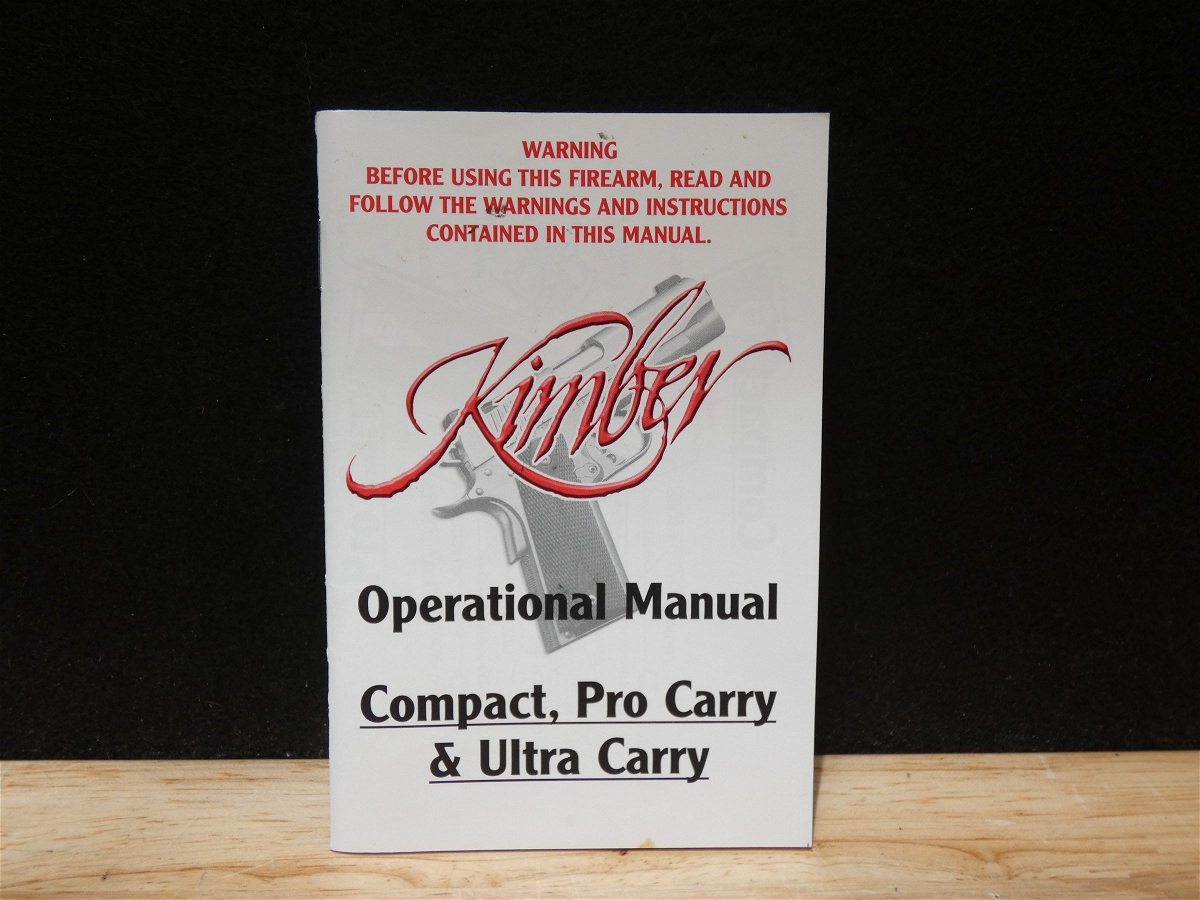 WARNING
BEFORE USING THIS FIREARM, READ AND
FOLLOW THE WARNINGS AND INSTRUCTIONS
CONTAINED IN THIS MANUAL.
Kimber
Operational Manual
Compact, Pro Carry
& Ultra Carry